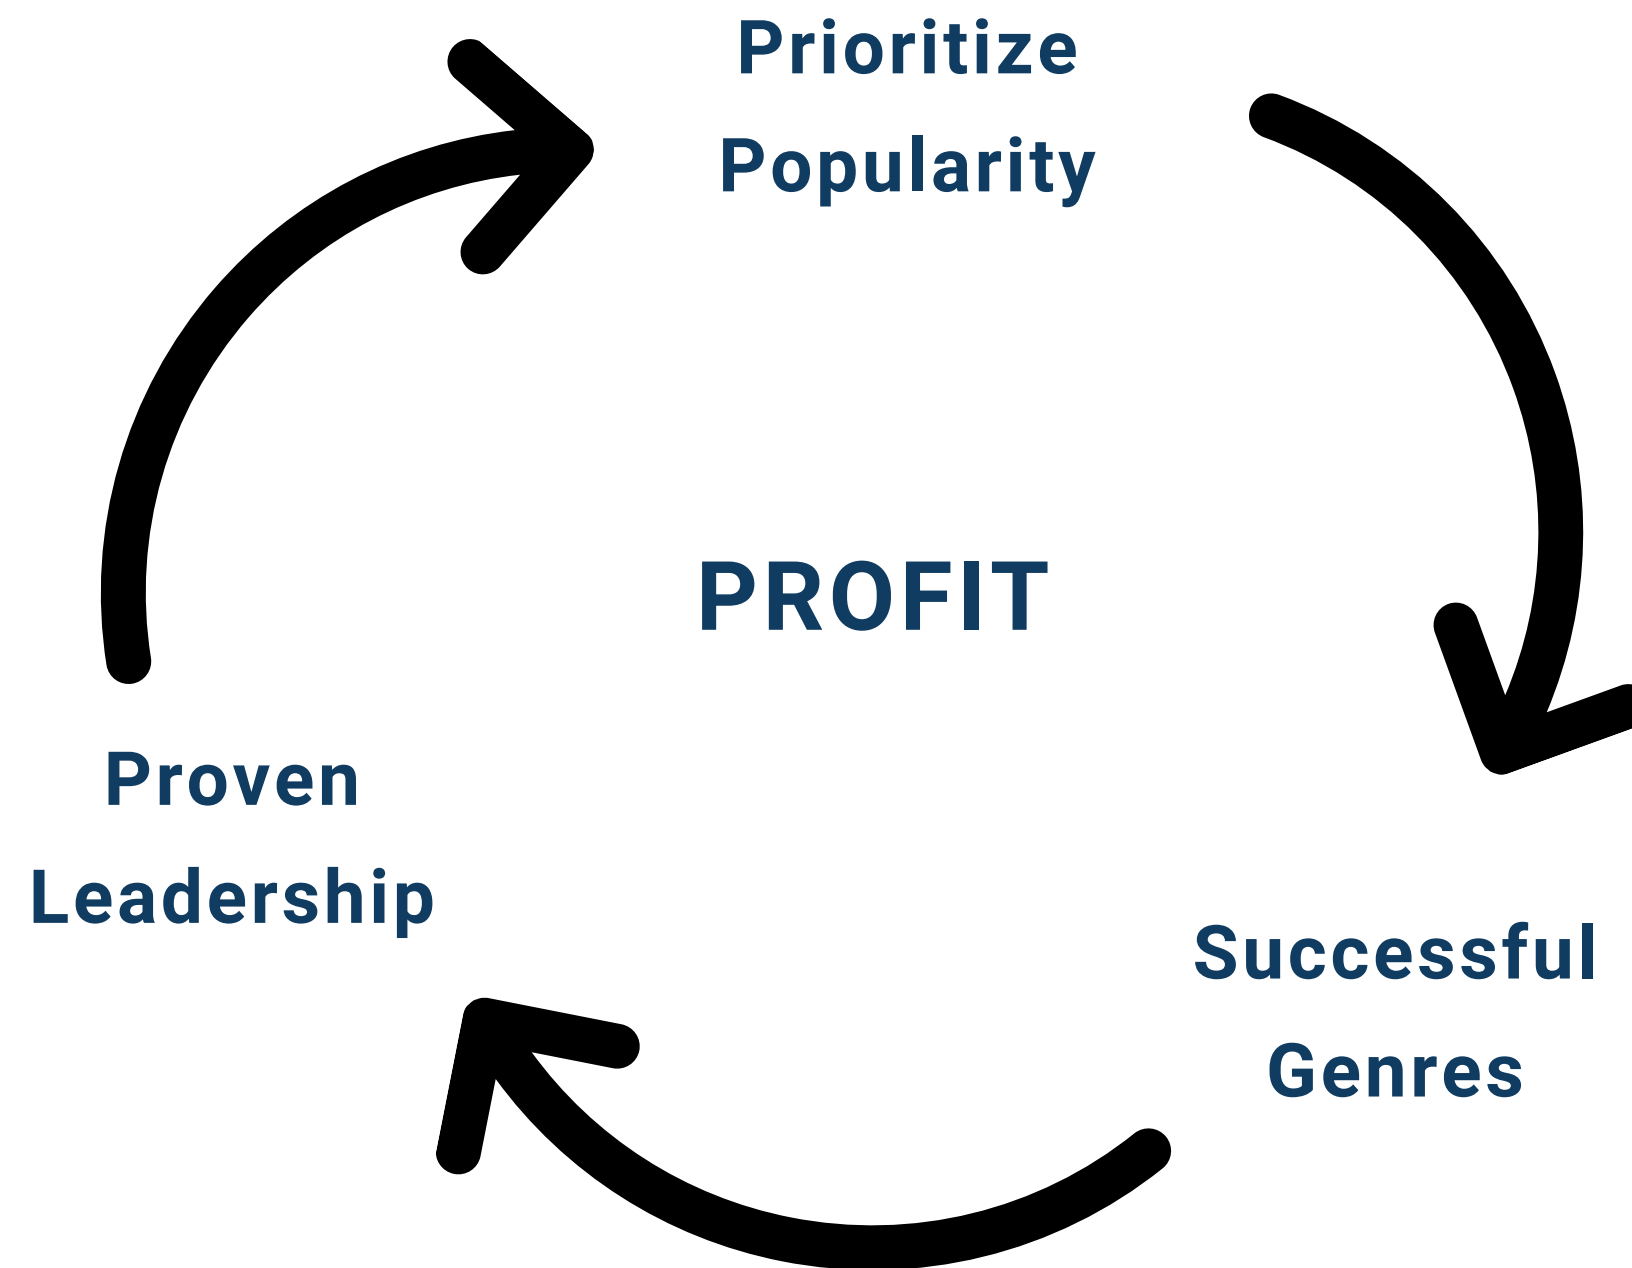 Prioritize
Popularity
PROFIT
Proven
Leadership
Successful
Genres